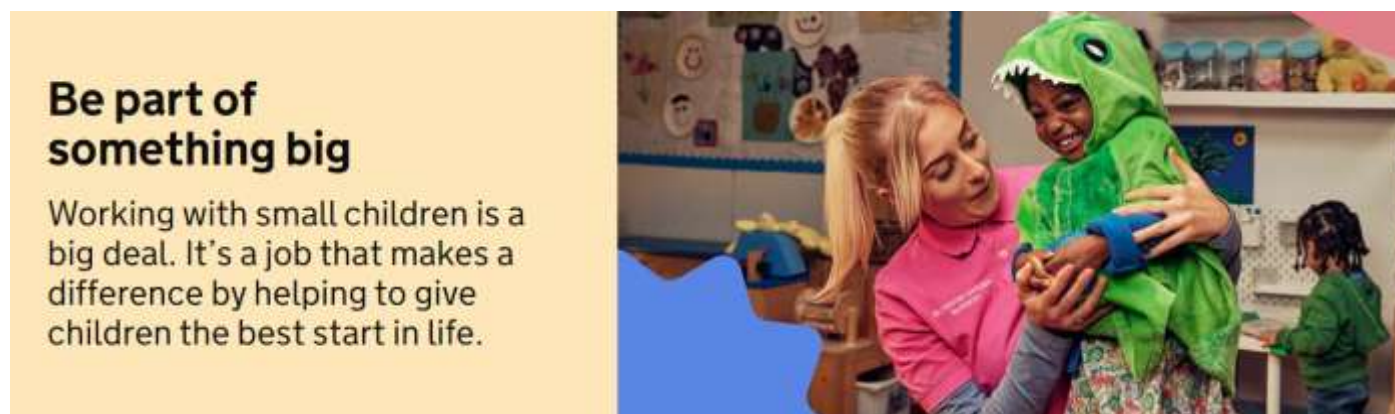 Be part of
something big
Working with small children is a
big deal. It’s a job that makes a
difference by helping to give
children the best start in life.